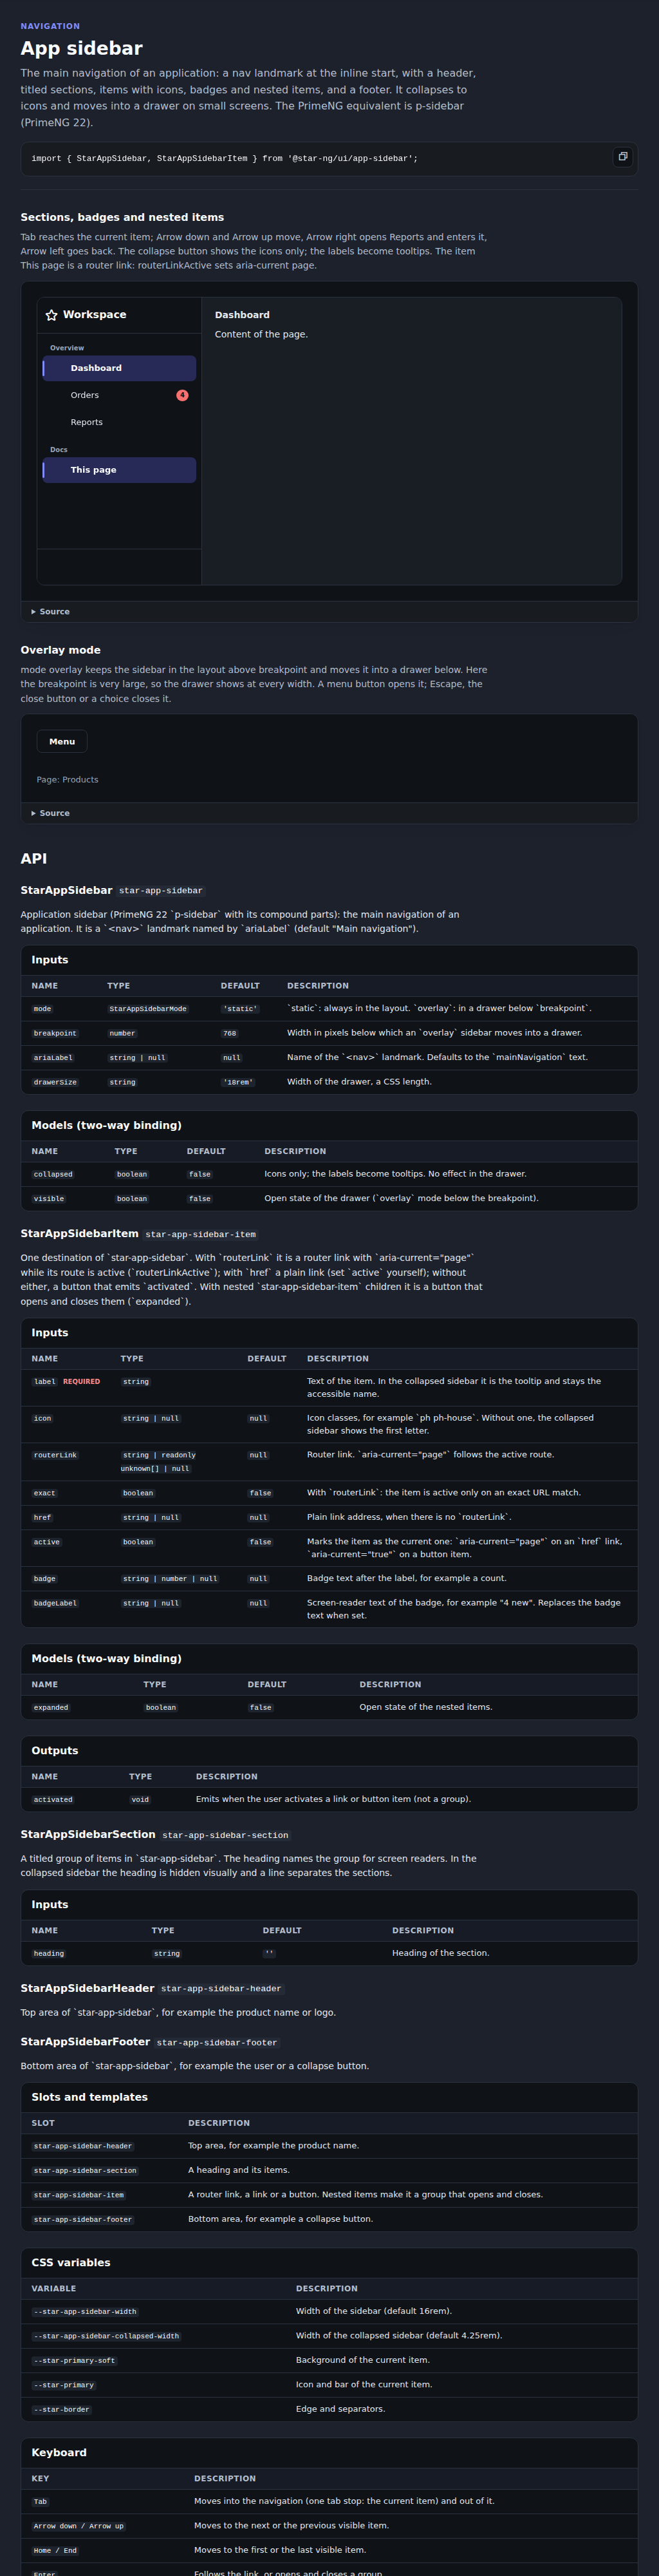 NAVIGATION
App sidebar
The main navigation of an application: a nav landmark at the inline start, with a header,
titled sections, items with icons, badges and nested items, and a footer. It collapses to
icons and moves into a drawer on small screens. The PrimeNG equivalent is p-sidebar
(PrimeNG 22).
import { StarAppSidebar, StarAppSidebarItem } from '@star-ng/ui/app-sidebar';
Sections, badges and nested items
Tab reaches the current item; Arrow down and Arrow up move, Arrow right opens Reports and enters it,
Arrow left goes back. The collapse button shows the icons only; the labels become tooltips. The item
This page is a router link: routerLinkActive sets aria-current page.
Workspace
Overview
Dashboard
Orders 4
Reports
Docs
This page
Dashboard
Content of the page.
Source
Overlay mode
mode overlay keeps the sidebar in the layout above breakpoint and moves it into a drawer below. Here
the breakpoint is very large, so the drawer shows at every width. A menu button opens it; Escape, the
close button or a choice closes it.
Menu
Page: Products
Source
API
StarAppSidebar star-app-sidebar
Application sidebar (PrimeNG 22 `p-sidebar` with its compound parts): the main navigation of an
application. It is a `<nav>` landmark named by `ariaLabel` (default "Main navigation").
Inputs
NAME TYPE DEFAULT DESCRIPTION
mode StarAppSidebarMode 'static' `static`: always in the layout. `overlay`: in a drawer below `breakpoint`.
breakpoint number 768 Width in pixels below which an `overlay` sidebar moves into a drawer.
ariaLabel string | null null Name of the `<nav>` landmark. Defaults to the `mainNavigation` text.
drawerSize string '18rem' Width of the drawer, a CSS length.
Models (two-way binding)
NAME TYPE DEFAULT DESCRIPTION
collapsed boolean false Icons only; the labels become tooltips. No effect in the drawer.
visible boolean false Open state of the drawer (`overlay` mode below the breakpoint).
StarAppSidebarItem star-app-sidebar-item
One destination of `star-app-sidebar`. With `routerLink` it is a router link with `aria-current="page"`
while its route is active (`routerLinkActive`); with `href` a plain link (set `active` yourself); without
either, a button that emits `activated`. With nested `star-app-sidebar-item` children it is a button that
opens and closes them (`expanded`).
Inputs
NAME TYPE DEFAULT DESCRIPTION
label REQUIRED string Text of the item. In the collapsed sidebar it is the tooltip and stays the
accessible name.
icon string | null null Icon classes, for example `ph ph-house`. Without one, the collapsed
sidebar shows the first letter.
routerLink string | readonly unknown[] | null null Router link. `aria-current="page"` follows the active route.
exact boolean false With `routerLink`: the item is active only on an exact URL match.
href string | null null Plain link address, when there is no `routerLink`.
active boolean false Marks the item as the current one: `aria-current="page"` on an `href` link,
`aria-current="true"` on a button item.
badge string | number | null null Badge text after the label, for example a count.
badgeLabel string | null null Screen-reader text of the badge, for example "4 new". Replaces the badge
text when set.
Models (two-way binding)
NAME TYPE DEFAULT DESCRIPTION
expanded boolean false Open state of the nested items.
Outputs
NAME TYPE DESCRIPTION
activated void Emits when the user activates a link or button item (not a group).
StarAppSidebarSection star-app-sidebar-section
A titled group of items in `star-app-sidebar`. The heading names the group for screen readers. In the
collapsed sidebar the heading is hidden visually and a line separates the sections.
Inputs
NAME TYPE DEFAULT DESCRIPTION
heading string '' Heading of the section.
StarAppSidebarHeader star-app-sidebar-header
Top area of `star-app-sidebar`, for example the product name or logo.
StarAppSidebarFooter star-app-sidebar-footer
Bottom area of `star-app-sidebar`, for example the user or a collapse button.
Slots and templates
SLOT DESCRIPTION
star-app-sidebar-header Top area, for example the product name.
star-app-sidebar-section A heading and its items.
star-app-sidebar-item A router link, a link or a button. Nested items make it a group that opens and closes.
star-app-sidebar-footer Bottom area, for example a collapse button.
CSS variables
VARIABLE DESCRIPTION
--star-app-sidebar-width Width of the sidebar (default 16rem).
--star-app-sidebar-collapsed-width Width of the collapsed sidebar (default 4.25rem).
--star-primary-soft Background of the current item.
--star-primary Icon and bar of the current item.
--star-border Edge and separators.
Keyboard
KEY DESCRIPTION
Tab Moves into the navigation (one tab stop: the current item) and out of it.
Arrow down / Arrow up Moves to the next or the previous visible item.
Home / End Moves to the first or the last visible item.
Enter Follows the link, or opens and closes a group.